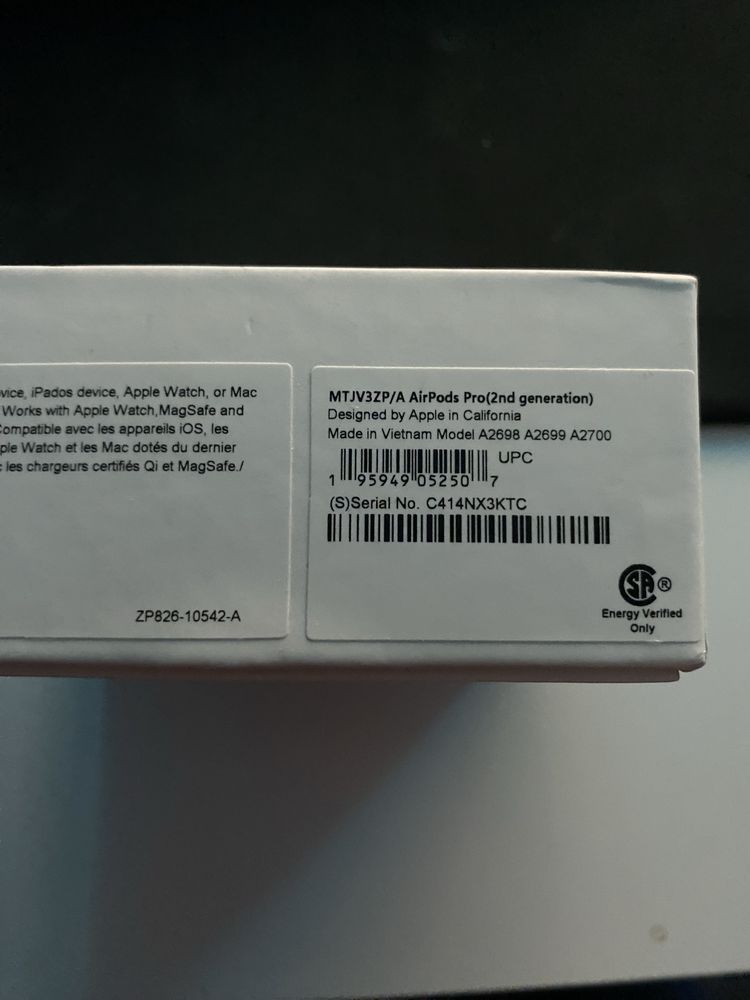 vice, iPados device, Apple Watch, or Mac
Works with Apple Watch,MagSafe and
Compatible avec les appareils iOS, les
ple Watch et les Mac dotés du dernier
les chargeurs certifiés Qi et MagSafe./
ZP826-10542-A
MTJV3ZP/A AirPods Pro(2nd generation)
Designed by Apple in California
Made in Vietnam Model A2698 A2699 A2700
UPC
1 95949 05250 7
(S)Serial No. C414NX3KTC
SA ®
Energy Verified
Only